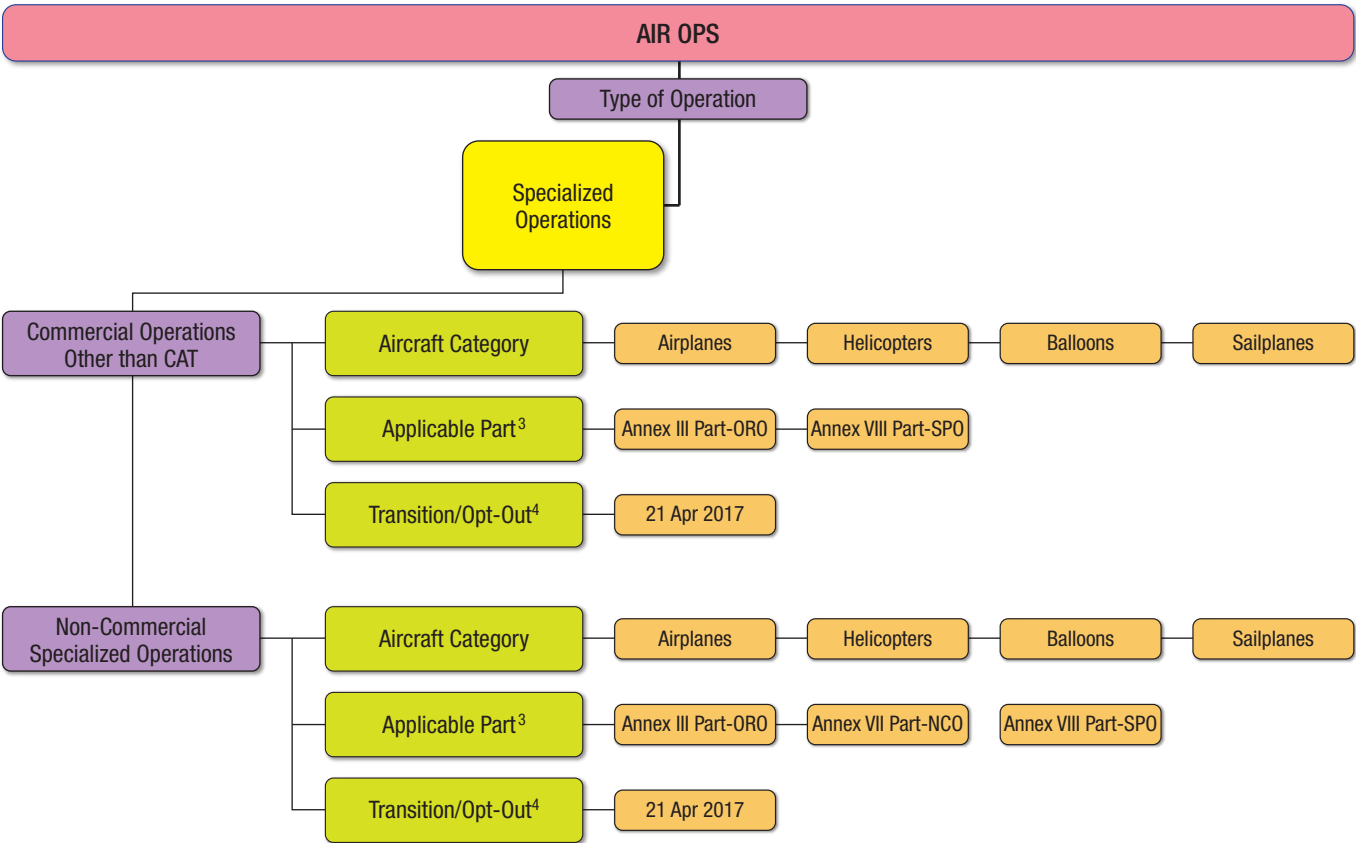 AIR OPS
Type of Operation
Specialized
Operations
Commercial Operations
Other than CAT
Aircraft Category
Airplanes
Helicopters
Balloons
Sailplanes
Applicable Part³
Annex III Part-ORO
Annex VIII Part-SPO
Transition/Opt-Out⁴
21 Apr 2017
Non-Commercial
Specialized Operations
Aircraft Category
Airplanes
Helicopters
Balloons
Sailplanes
Applicable Part³
Annex III Part-ORO
Annex VII Part-NCO
Annex VIII Part-SPO
Transition/Opt-Out⁴
21 Apr 2017